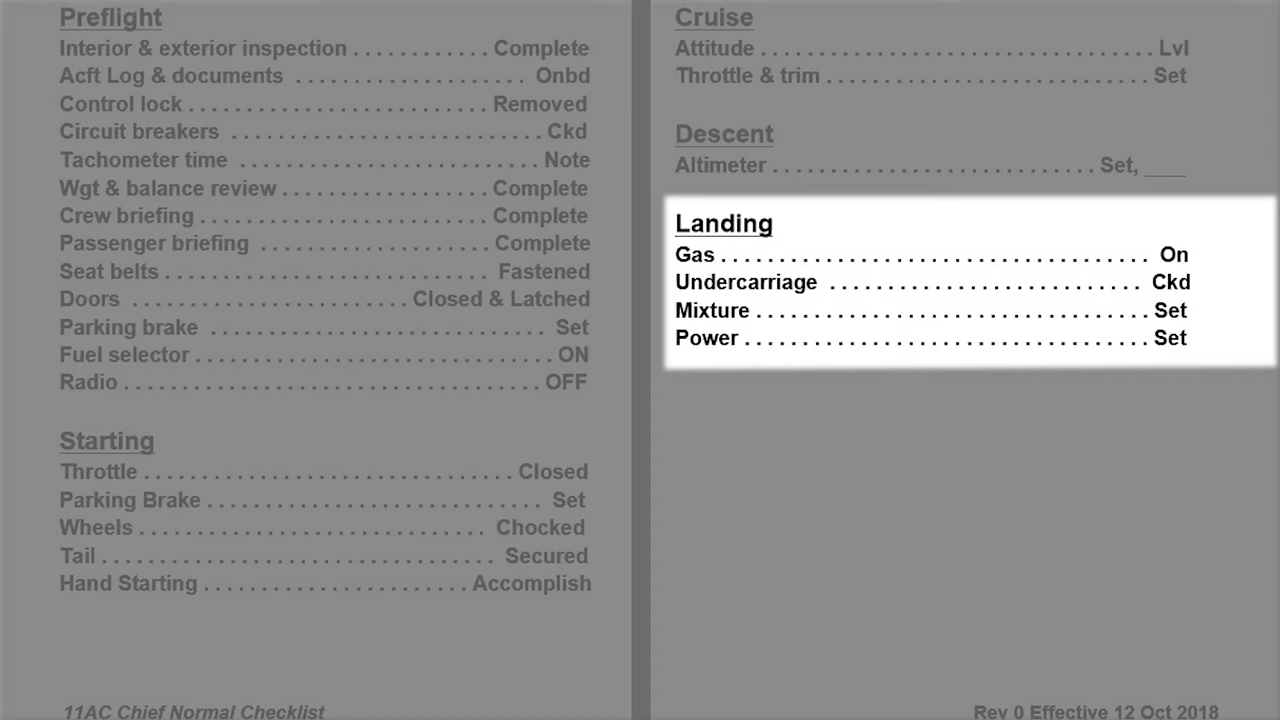 Preflight
Interior & exterior inspection . . . . . . . . . . . . Complete
Acft Log & documents . . . . . . . . . . . . . . . . . . . . Onbd
Control lock . . . . . . . . . . . . . . . . . . . . . . . . . . Removed
Circuit breakers . . . . . . . . . . . . . . . . . . . . . . . . . . . Ckd
Tachometer time . . . . . . . . . . . . . . . . . . . . . . . . . . Note
Wgt & balance review . . . . . . . . . . . . . . . . . . Complete
Crew briefing . . . . . . . . . . . . . . . . . . . . . . . . . Complete
Passenger briefing . . . . . . . . . . . . . . . . . . . . Complete
Seat belts . . . . . . . . . . . . . . . . . . . . . . . . . . . . Fastened
Doors . . . . . . . . . . . . . . . . . . . . . . . . Closed & Latched
Parking brake . . . . . . . . . . . . . . . . . . . . . . . . . . . . . Set
Fuel selector . . . . . . . . . . . . . . . . . . . . . . . . . . . . . . . ON
Radio . . . . . . . . . . . . . . . . . . . . . . . . . . . . . . . . . . . . OFF
Starting
Throttle . . . . . . . . . . . . . . . . . . . . . . . . . . . . . . . . Closed
Parking Brake . . . . . . . . . . . . . . . . . . . . . . . . . . . . . Set
Wheels . . . . . . . . . . . . . . . . . . . . . . . . . . . . . . Chocked
Tail . . . . . . . . . . . . . . . . . . . . . . . . . . . . . . . . . . Secured
Hand Starting . . . . . . . . . . . . . . . . . . . . . . . Accomplish
11AC Chief Normal Checklist
Cruise
Attitude . . . . . . . . . . . . . . . . . . . . . . . . . . . . . . . . . . Lvl
Throttle & trim . . . . . . . . . . . . . . . . . . . . . . . . . . . . Set
Descent
Altimeter . . . . . . . . . . . . . . . . . . . . . . . . . . . . Set, ____
Landing
Gas . . . . . . . . . . . . . . . . . . . . . . . . . . . . . . . . . . . . . On
Undercarriage . . . . . . . . . . . . . . . . . . . . . . . . . . . Ckd
Mixture . . . . . . . . . . . . . . . . . . . . . . . . . . . . . . . . . . Set
Power . . . . . . . . . . . . . . . . . . . . . . . . . . . . . . . . . . . Set
Rev 0 Effective 12 Oct 2018